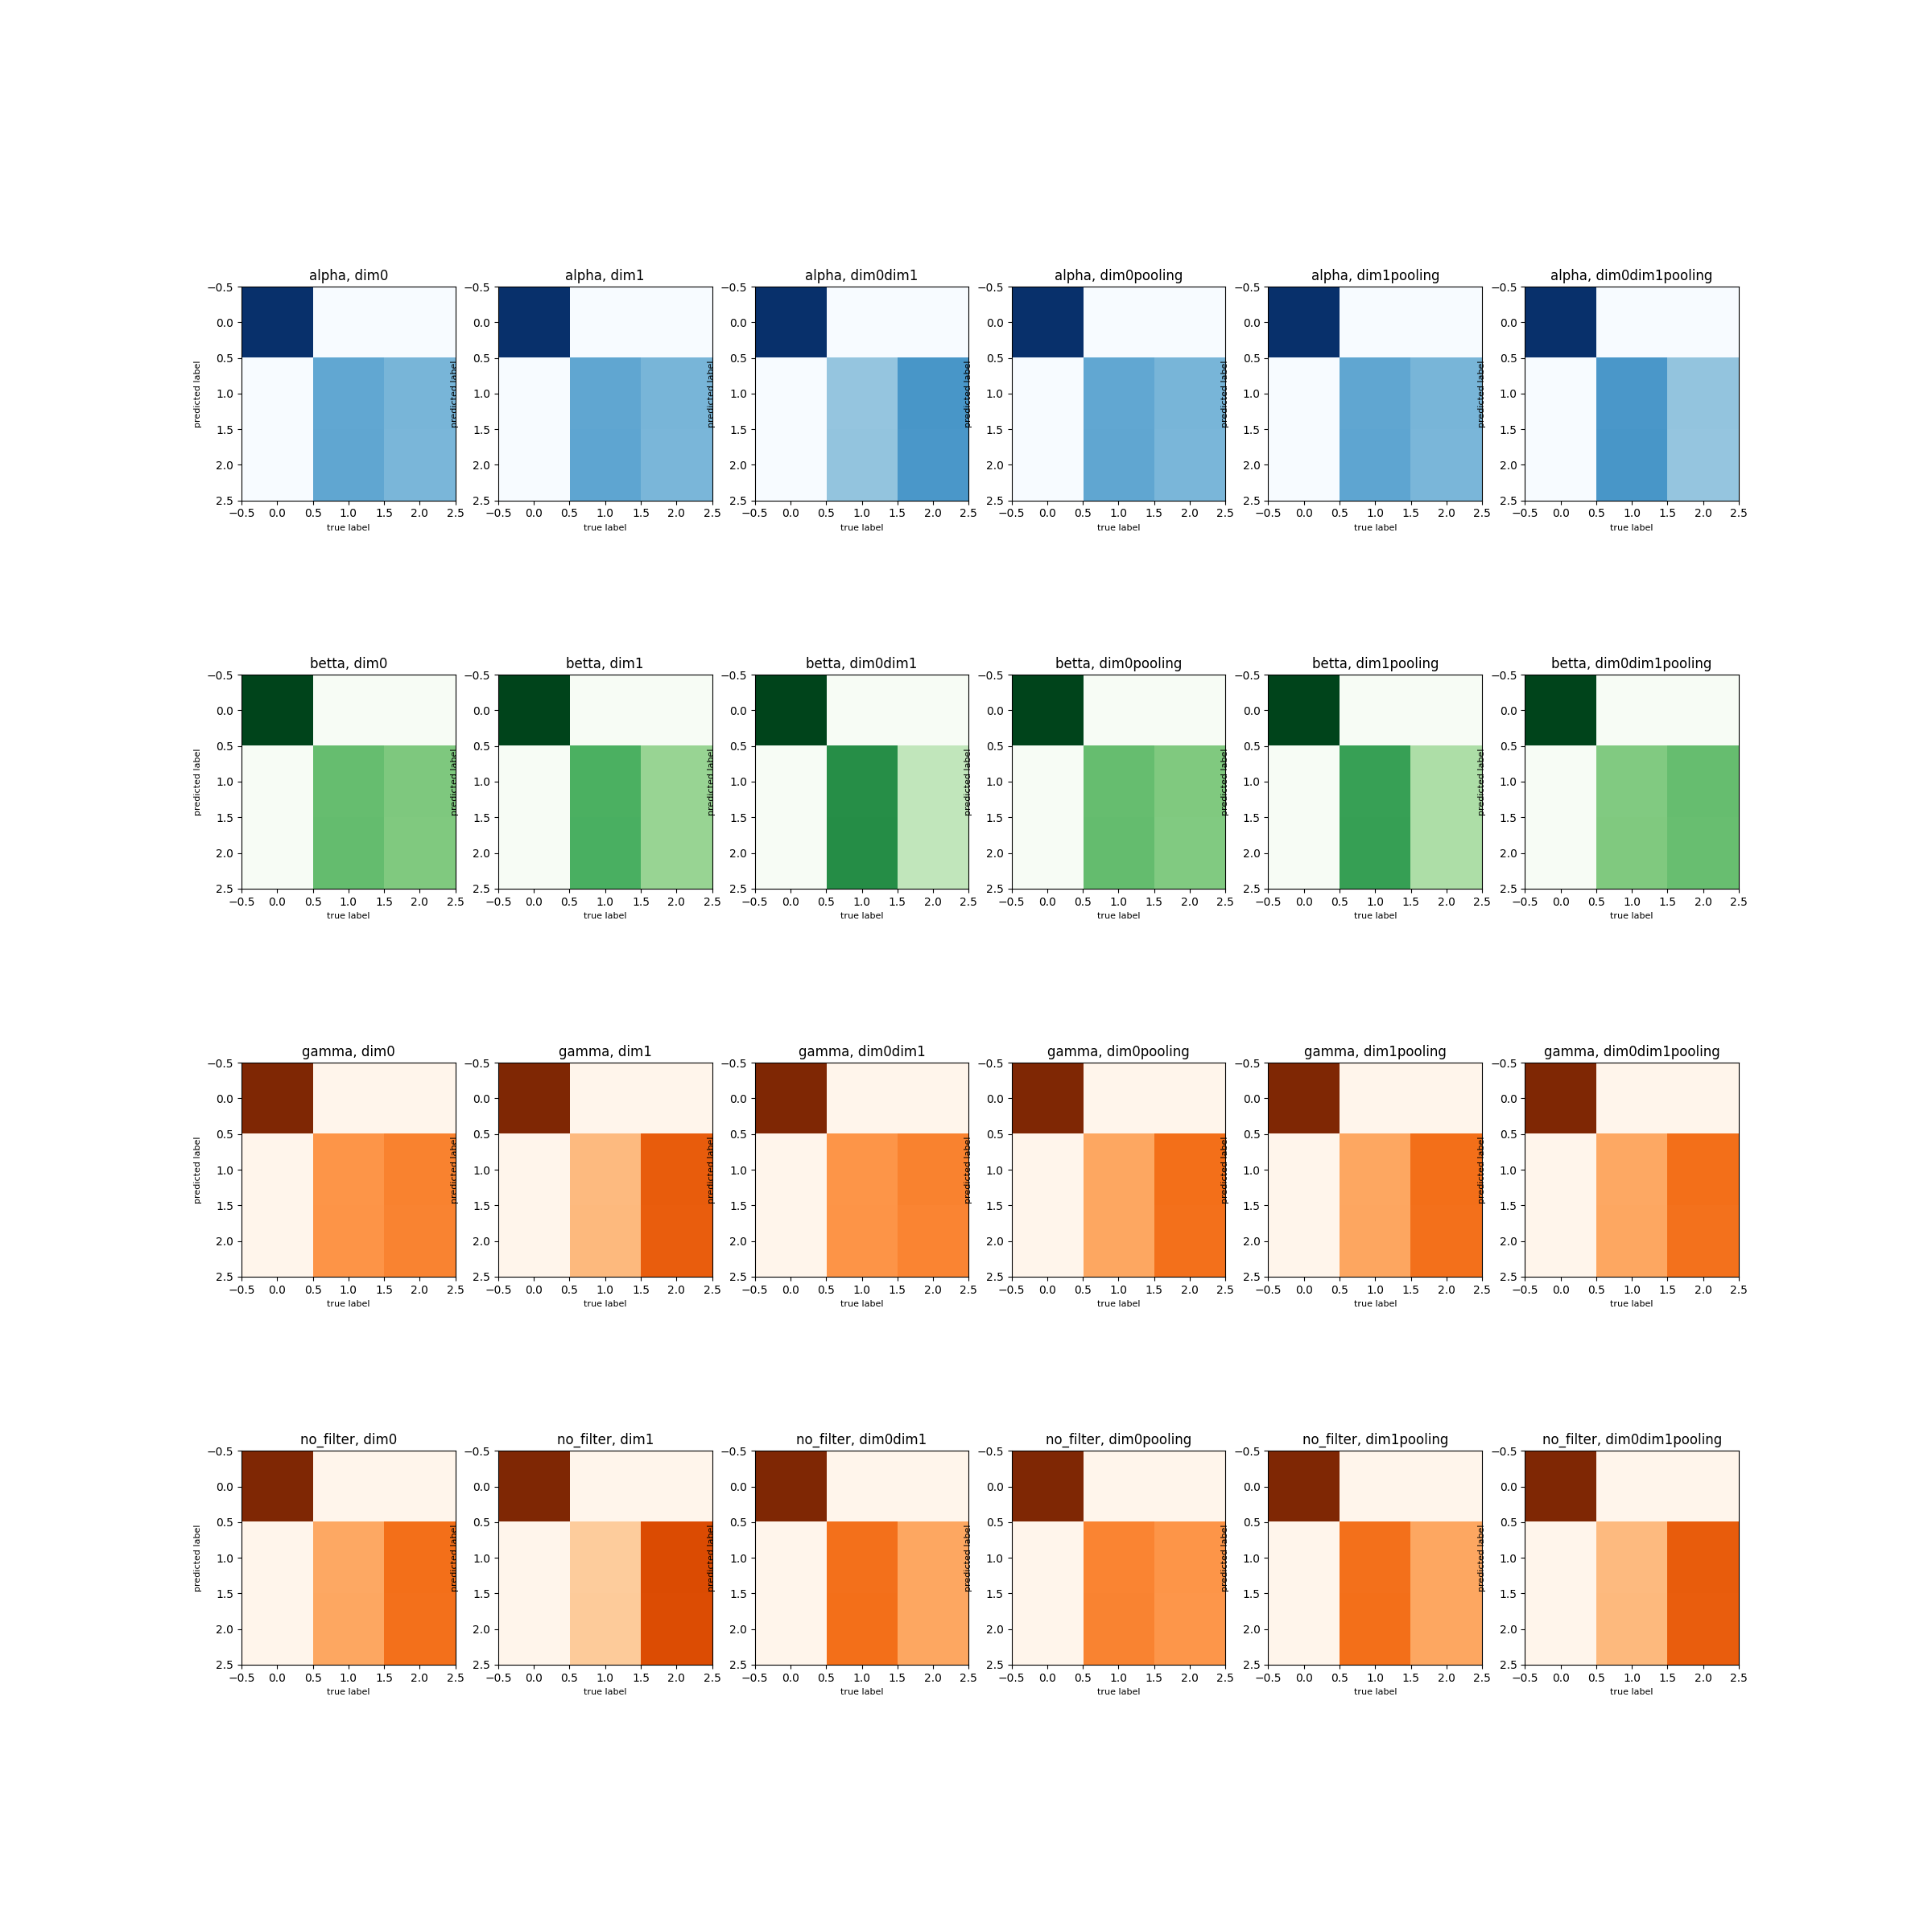 alpha, dim0 alpha, dim1 alpha, dim0dim1 alpha, dim0pooling alpha, dim1pooling alpha, dim0dim1pooling
−0.5 −0.5 −0.5 −0.5 −0.5 −0.5
0.0 0.0 0.0 0.0 0.0 0.0
0.5 0.5 0.5 0.5 0.5 0.5
predicted label predicted label predicted label predicted label predicted label predicted label
1.0 1.0 1.0 1.0 1.0 1.0
1.5 1.5 1.5 1.5 1.5 1.5
2.0 2.0 2.0 2.0 2.0 2.0
2.5 2.5 2.5 2.5 2.5 2.5
−0.5 0.0 0.5 1.0 1.5 2.0 2.5 −0.5 0.0 0.5 1.0 1.5 2.0 2.5 −0.5 0.0 0.5 1.0 1.5 2.0 2.5 −0.5 0.0 0.5 1.0 1.5 2.0 2.5 −0.5 0.0 0.5 1.0 1.5 2.0 2.5 −0.5 0.0 0.5 1.0 1.5 2.0 2.5
true label true label true label true label true label true label
betta, dim0 betta, dim1 betta, dim0dim1 betta, dim0pooling betta, dim1pooling betta, dim0dim1pooling
−0.5 −0.5 −0.5 −0.5 −0.5 −0.5
0.0 0.0 0.0 0.0 0.0 0.0
0.5 0.5 0.5 0.5 0.5 0.5
predicted label predicted label predicted label predicted label predicted label predicted label
1.0 1.0 1.0 1.0 1.0 1.0
1.5 1.5 1.5 1.5 1.5 1.5
2.0 2.0 2.0 2.0 2.0 2.0
2.5 2.5 2.5 2.5 2.5 2.5
−0.5 0.0 0.5 1.0 1.5 2.0 2.5 −0.5 0.0 0.5 1.0 1.5 2.0 2.5 −0.5 0.0 0.5 1.0 1.5 2.0 2.5 −0.5 0.0 0.5 1.0 1.5 2.0 2.5 −0.5 0.0 0.5 1.0 1.5 2.0 2.5 −0.5 0.0 0.5 1.0 1.5 2.0 2.5
true label true label true label true label true label true label
gamma, dim0 gamma, dim1 gamma, dim0dim1 gamma, dim0pooling gamma, dim1pooling gamma, dim0dim1pooling
−0.5 −0.5 −0.5 −0.5 −0.5 −0.5
0.0 0.0 0.0 0.0 0.0 0.0
0.5 0.5 0.5 0.5 0.5 0.5
predicted label predicted label predicted label predicted label predicted label predicted label
1.0 1.0 1.0 1.0 1.0 1.0
1.5 1.5 1.5 1.5 1.5 1.5
2.0 2.0 2.0 2.0 2.0 2.0
2.5 2.5 2.5 2.5 2.5 2.5
−0.5 0.0 0.5 1.0 1.5 2.0 2.5 −0.5 0.0 0.5 1.0 1.5 2.0 2.5 −0.5 0.0 0.5 1.0 1.5 2.0 2.5 −0.5 0.0 0.5 1.0 1.5 2.0 2.5 −0.5 0.0 0.5 1.0 1.5 2.0 2.5 −0.5 0.0 0.5 1.0 1.5 2.0 2.5
true label true label true label true label true label true label
no_filter, dim0 no_filter, dim1 no_filter, dim0dim1 no_filter, dim0pooling no_filter, dim1pooling no_filter, dim0dim1pooling
−0.5 −0.5 −0.5 −0.5 −0.5 −0.5
0.0 0.0 0.0 0.0 0.0 0.0
0.5 0.5 0.5 0.5 0.5 0.5
predicted label predicted label predicted label predicted label predicted label predicted label
1.0 1.0 1.0 1.0 1.0 1.0
1.5 1.5 1.5 1.5 1.5 1.5
2.0 2.0 2.0 2.0 2.0 2.0
2.5 2.5 2.5 2.5 2.5 2.5
−0.5 0.0 0.5 1.0 1.5 2.0 2.5 −0.5 0.0 0.5 1.0 1.5 2.0 2.5 −0.5 0.0 0.5 1.0 1.5 2.0 2.5 −0.5 0.0 0.5 1.0 1.5 2.0 2.5 −0.5 0.0 0.5 1.0 1.5 2.0 2.5 −0.5 0.0 0.5 1.0 1.5 2.0 2.5
true label true label true label true label true label true label